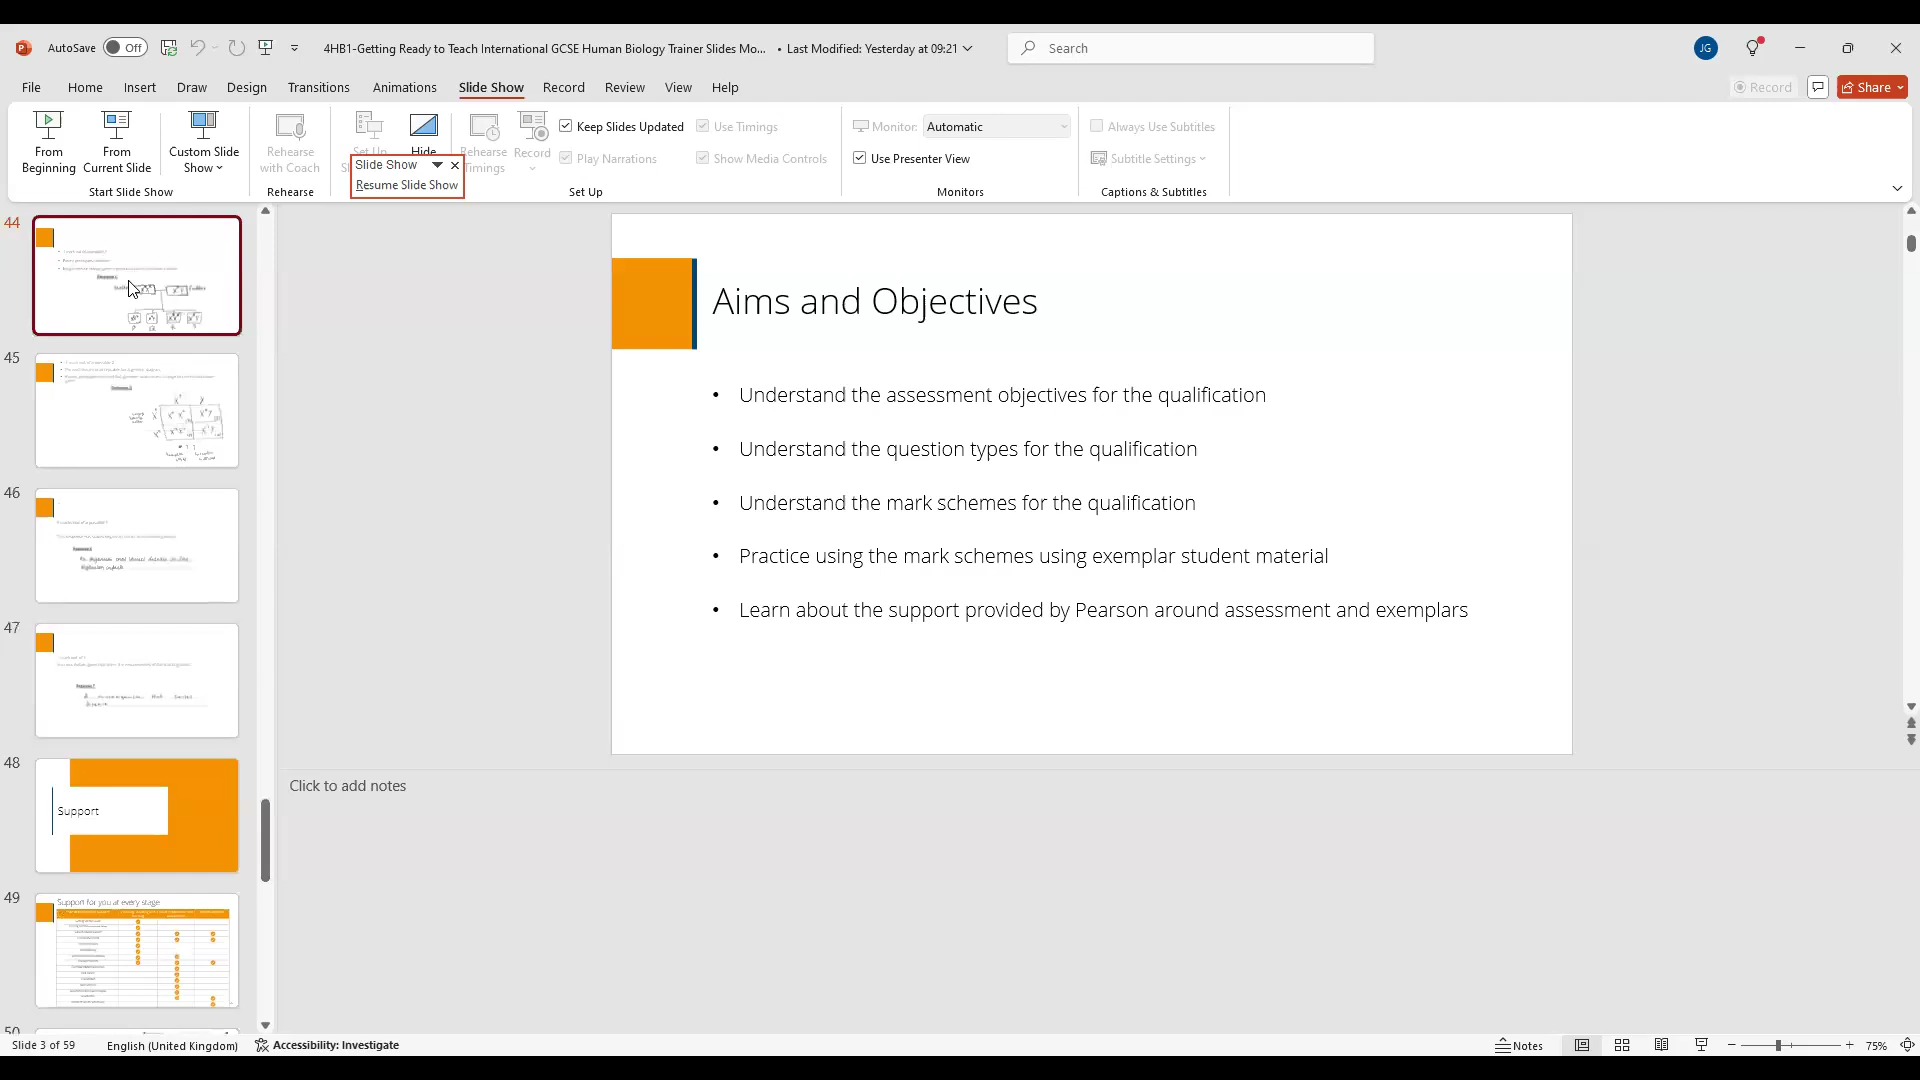 AutoSave Off
4HB1-Getting Ready to Teach International GCSE Human Biology Trainer Slides Mo... • Last Modified: Yesterday at 09:21
Search
JG
File Home Insert Draw Design Transitions Animations Slide Show Record Review View Help
Record
Share
From Beginning
From Current Slide
Custom Slide Show
Start Slide Show
Rehearse with Coach
Rehearse
Set Up
Hide
Slide Show
Resume Slide Show
Rehearse Timings
Record
Keep Slides Updated
Play Narrations
Use Timings
Show Media Controls
Set Up
Monitor: Automatic
Use Presenter View
Monitors
Always Use Subtitles
Subtitle Settings
Captions & Subtitles
44
45
46
47
48
Support
49
Support for you at every stage
50
Aims and Objectives
• Understand the assessment objectives for the qualification
• Understand the question types for the qualification
• Understand the mark schemes for the qualification
• Practice using the mark schemes using exemplar student material
• Learn about the support provided by Pearson around assessment and exemplars
Click to add notes
Slide 3 of 59
English (United Kingdom)
Accessibility: Investigate
Notes
75%